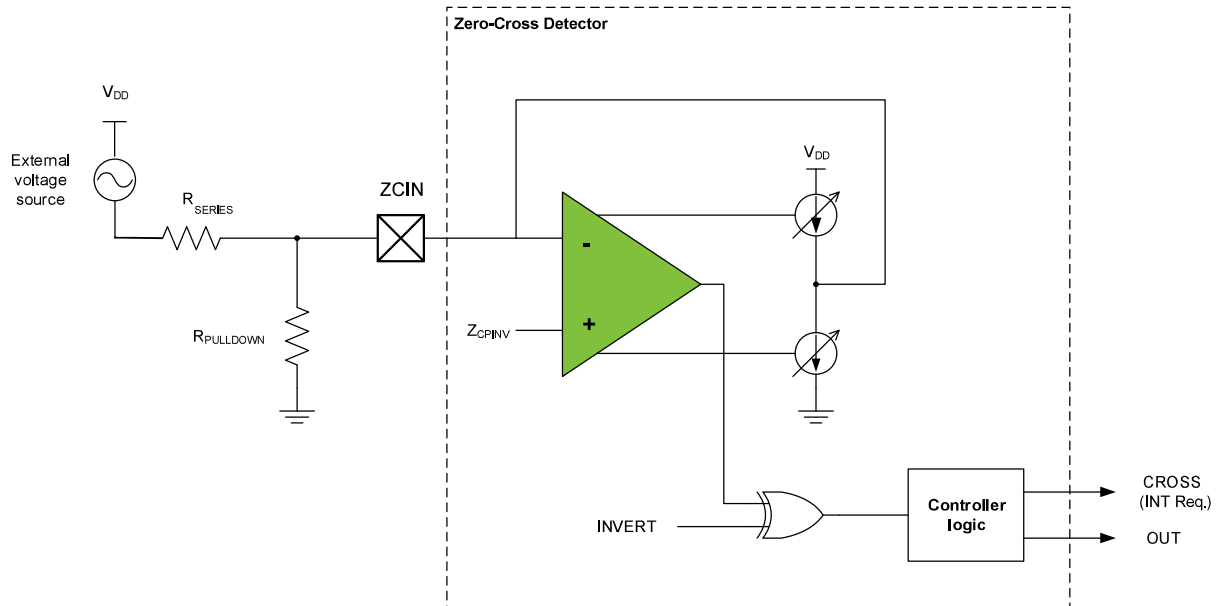 Zero-Cross Detector
VDD
External
voltage
source
RSERIES
ZCIN
VDD
-
+
RPULLDOWN
ZCPINV
INVERT
Controller
logic
CROSS
(INT Req.)
OUT